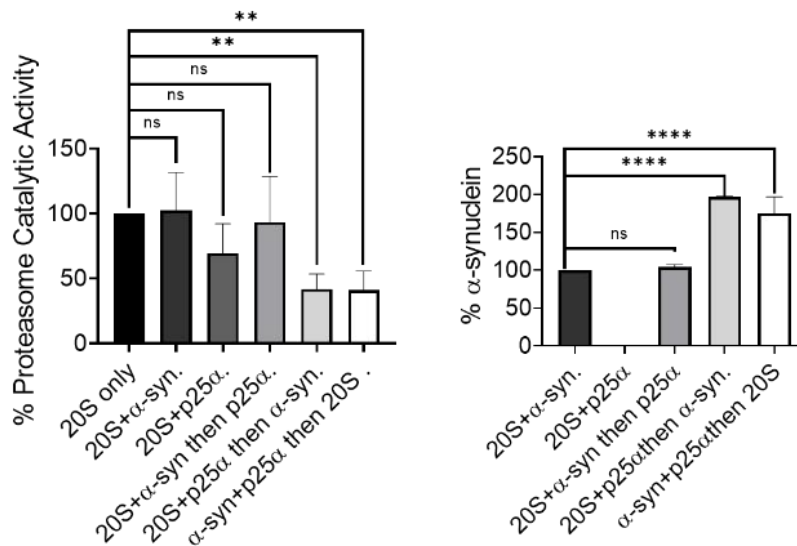 **
**
ns
ns
ns
% Proteasome Catalytic Activity
150
100
50
0
20S only
20S+α-syn.
20S+p25α.
20S+α-syn then p25α.
20S+p25α then α-syn.
α-syn+p25α then 20S .
****
****
ns
% α-synuclein
250
200
150
100
50
0
20S+α-syn.
20S+p25α
20S+α-syn then p25α
20S+p25αthen α-syn.
α-syn+p25αthen 20S